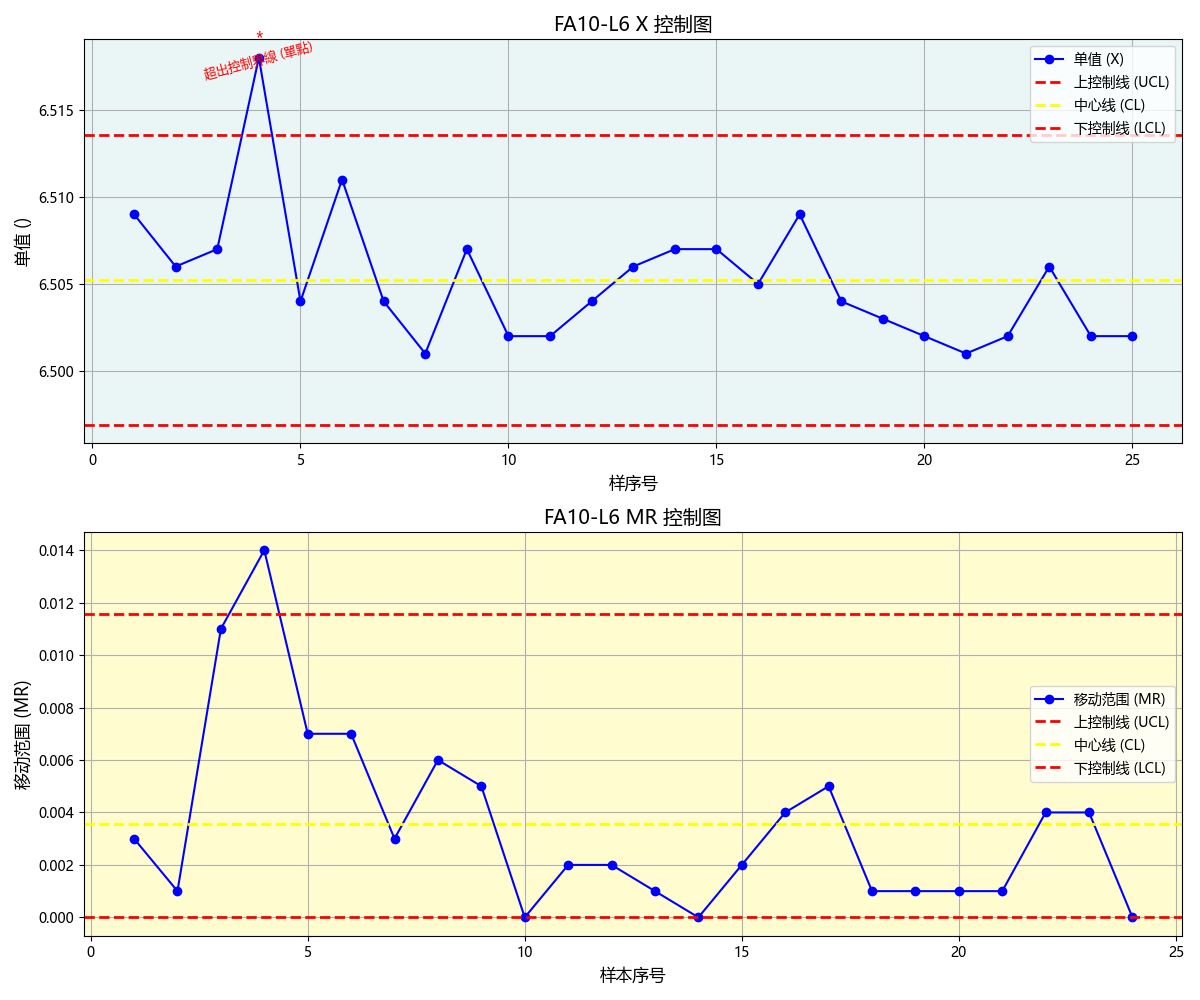 FA10-L6 X 控制图
*
超出控制界線 (單點)
单值 (X)
上控制线 (UCL)
中心线 (CL)
下控制线 (LCL)
单值 ()
6.515
6.510
6.505
6.500
0
5
10
15
20
25
样序号
FA10-L6 MR 控制图
移动范围 (MR)
上控制线 (UCL)
中心线 (CL)
下控制线 (LCL)
移动范围 (MR)
0.014
0.012
0.010
0.008
0.006
0.004
0.002
0.000
0
5
10
15
20
25
样本序号